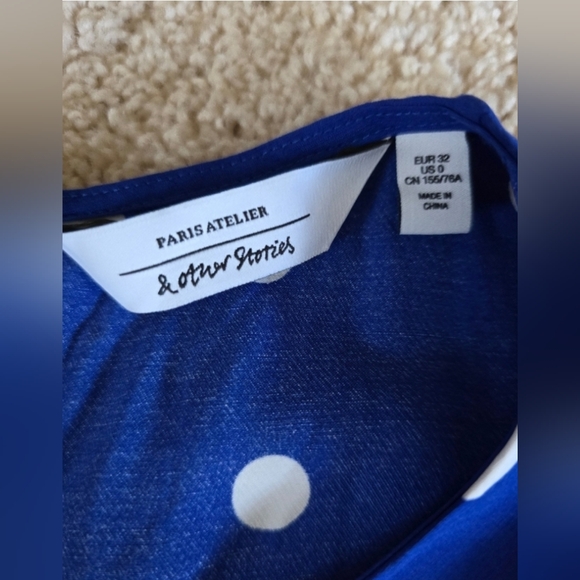 PARIS ATELIER
& other Stories
EUR 32
US 0
CN 155/76A
MADE IN
CHINA